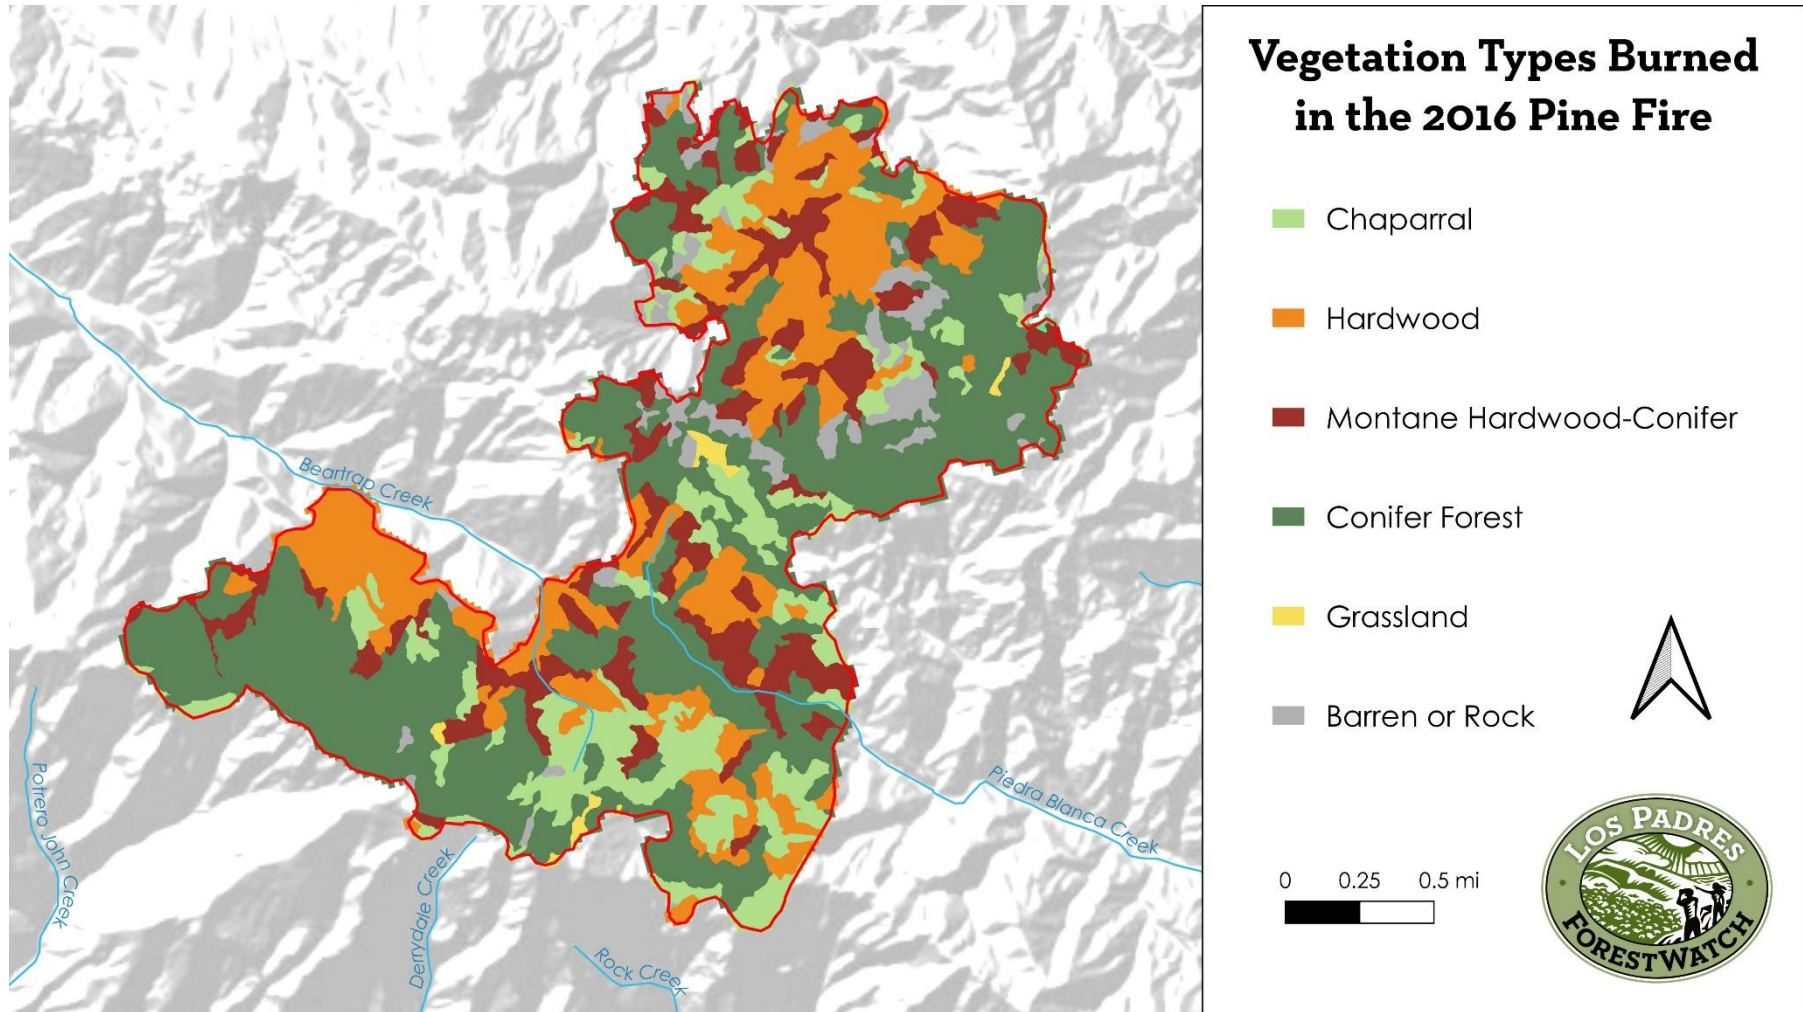 Vegetation Types Burned
in the 2016 Pine Fire
Chaparral
Hardwood
Montane Hardwood-Conifer
Conifer Forest
Grassland
Barren or Rock
0 0.25 0.5 mi
LOS PADRES
FORESTWATCH
Beartrap Creek
Piedra Blanca Creek
Potrero John Creek
Derrydale Creek
Rock Creek